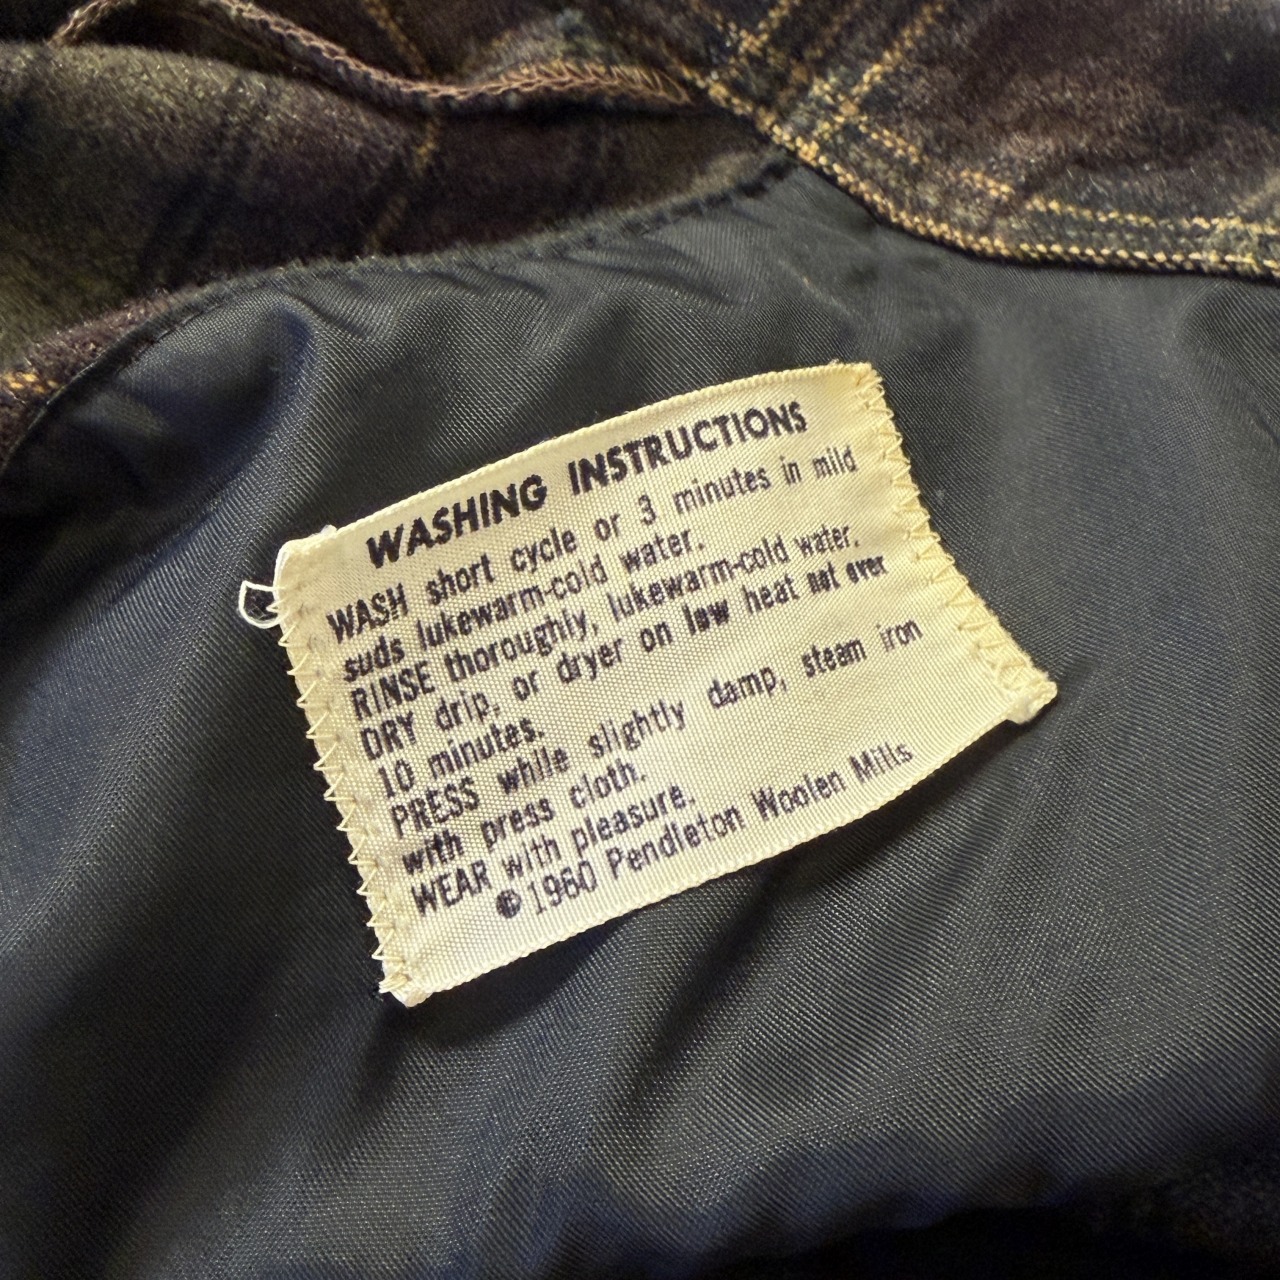 WASHING INSTRUCTIONS
WASH short cycle or 3 minutes in mild
suds lukewarm-cold water.
RINSE thoroughly, lukewarm-cold water.
DRY drip, or dryer on low heat not over
10 minutes.
PRESS while slightly damp, steam iron
with press cloth.
WEAR with pleasure.
©1960 Pendleton Woolen Mills